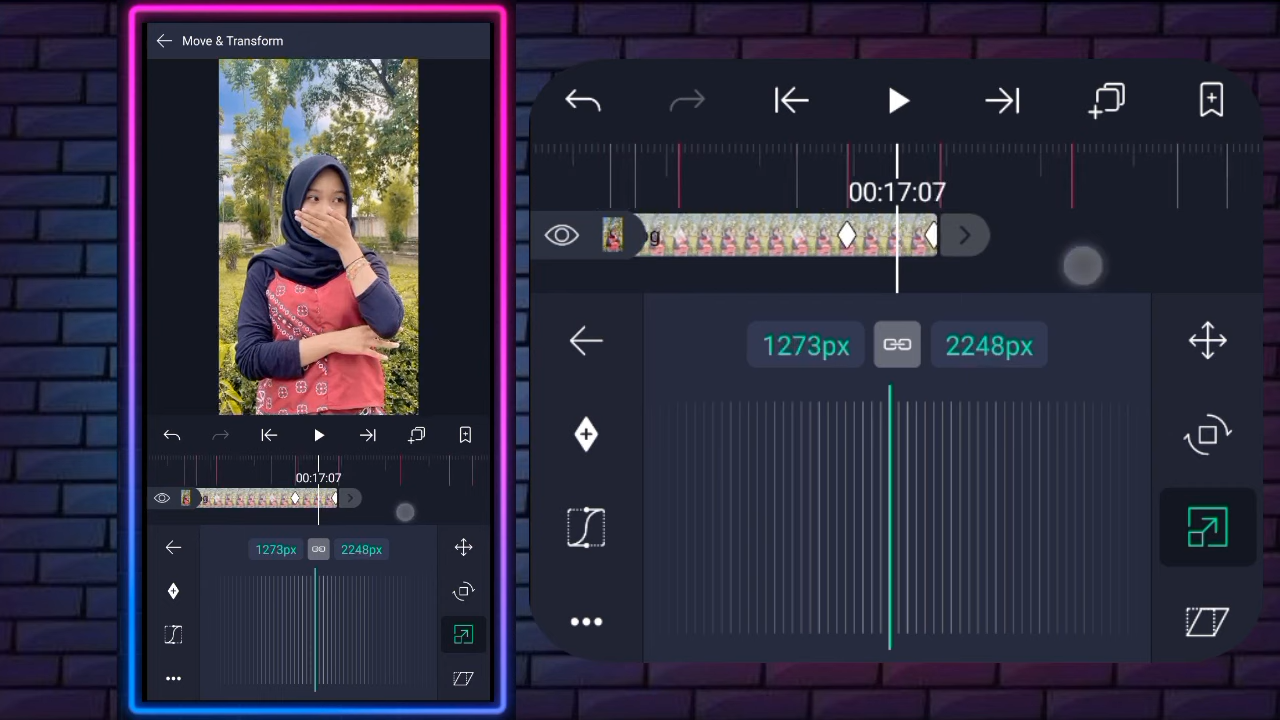 Move & Transform
00:17:07
g
1273px
2248px
00:17:07
g
1273px
2248px